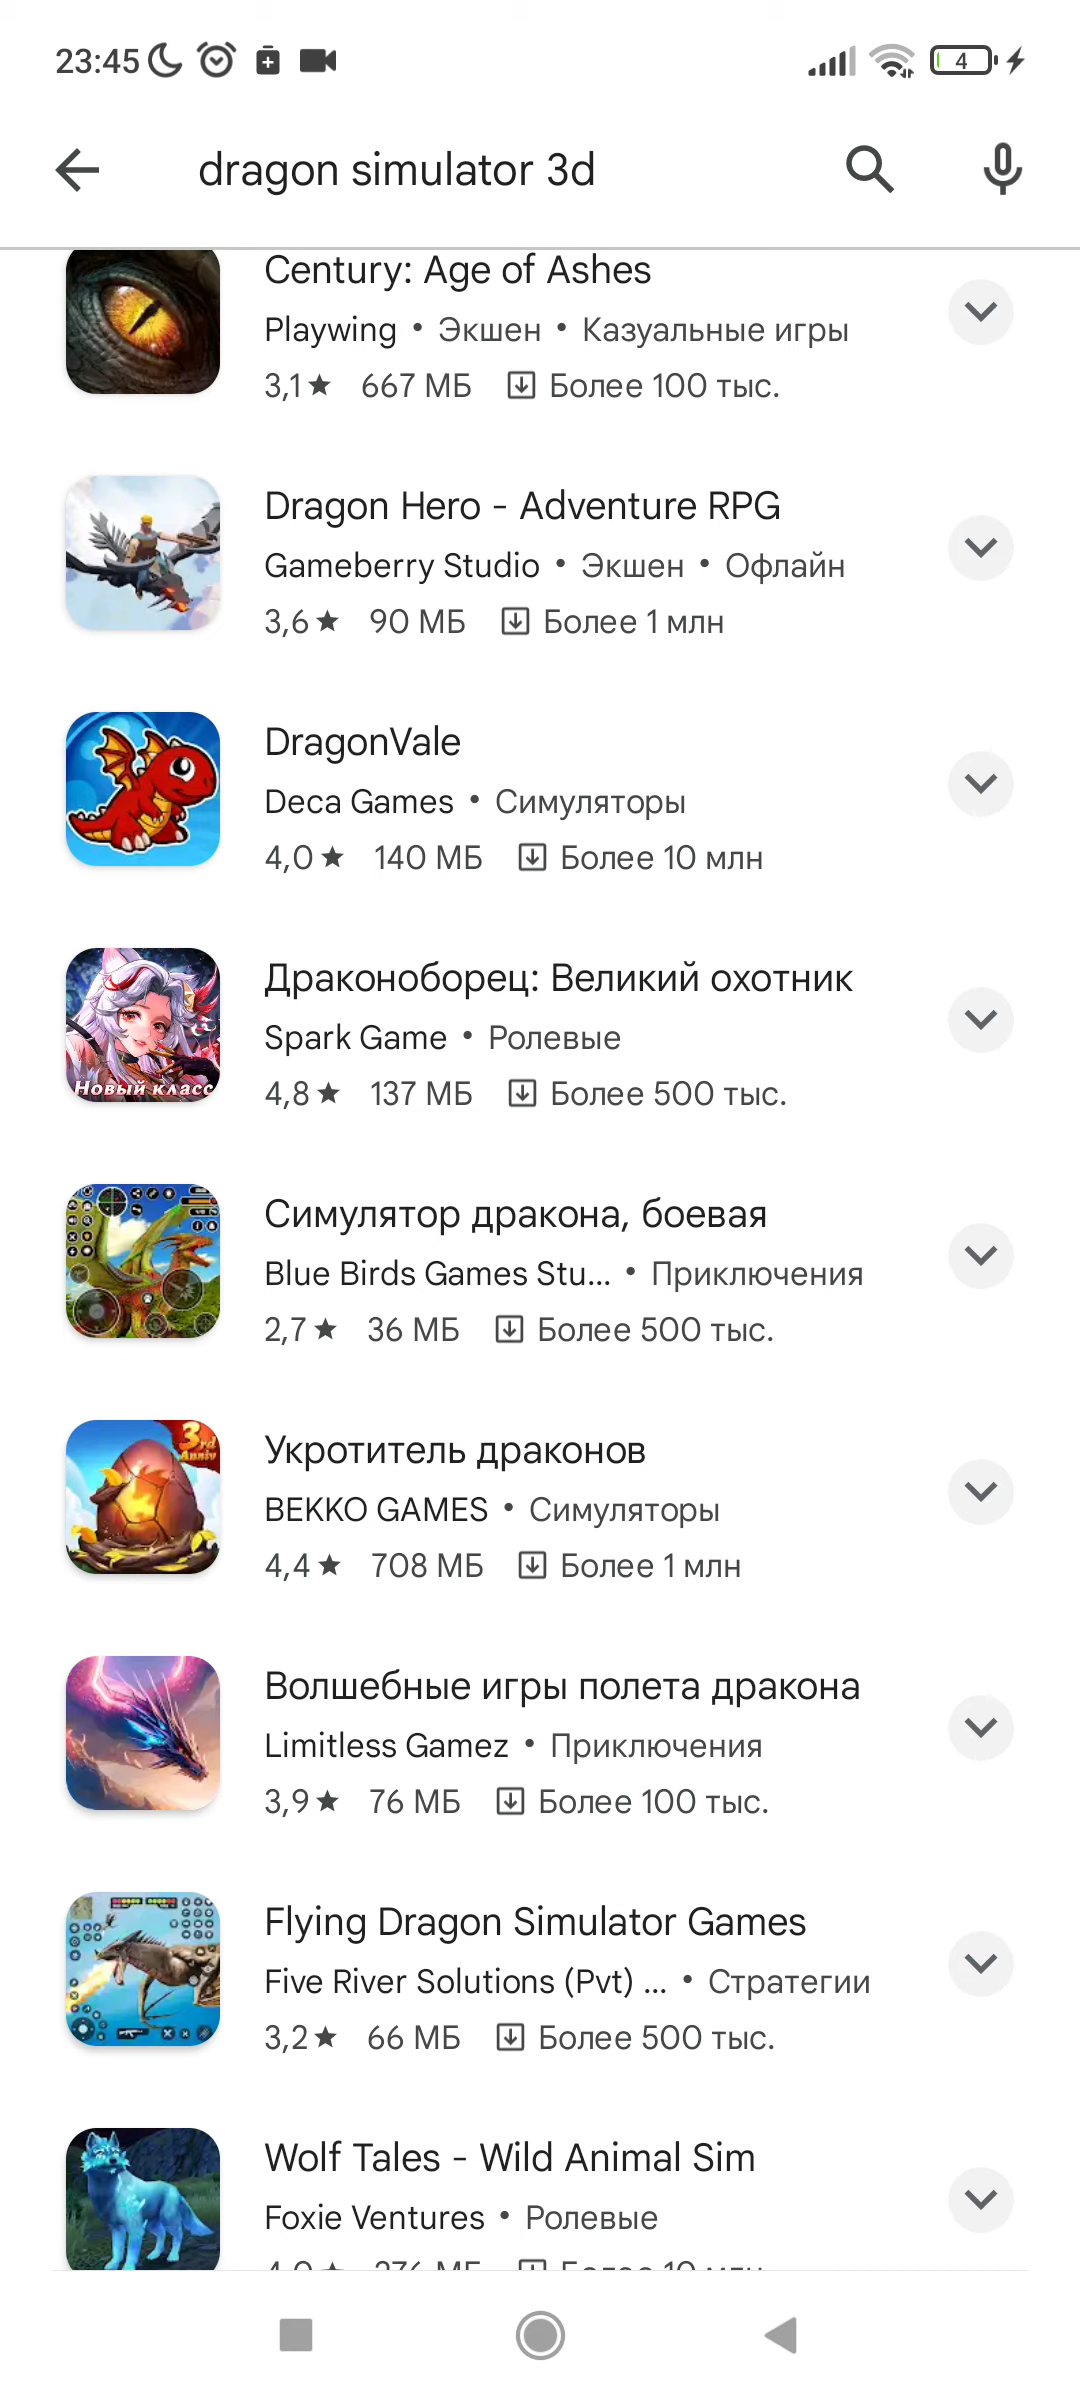 23:45
4
dragon simulator 3d
Century: Age of Ashes
Playwing • Экшен • Казуальные игры
3,1★ 667 МБ Более 100 тыс.
Dragon Hero - Adventure RPG
Gameberry Studio • Экшен • Офлайн
3,6★ 90 МБ Более 1 млн
DragonVale
Deca Games • Симуляторы
4,0★ 140 МБ Более 10 млн
Новый класс
Драконоборец: Великий охотник
Spark Game • Ролевые
4,8★ 137 МБ Более 500 тыс.
Симулятор дракона, боевая
Blue Birds Games Stu... • Приключения
2,7★ 36 МБ Более 500 тыс.
3rd
Anniv
Укротитель драконов
BEKKO GAMES • Симуляторы
4,4★ 708 МБ Более 1 млн
Волшебные игры полета дракона
Limitless Gamez • Приключения
3,9★ 76 МБ Более 100 тыс.
Flying Dragon Simulator Games
Five River Solutions (Pvt) ... • Стратегии
3,2★ 66 МБ Более 500 тыс.
Wolf Tales - Wild Animal Sim
Foxie Ventures • Ролевые